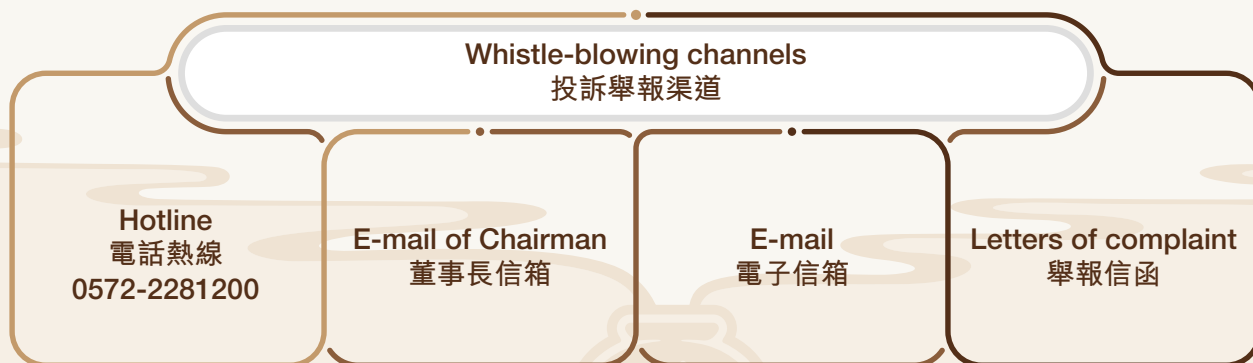 Whistle-blowing channels
投訴舉報渠道
Hotline
電話熱線
0572-2281200
E-mail of Chairman
董事長信箱
E-mail
電子信箱
Letters of complaint
舉報信函